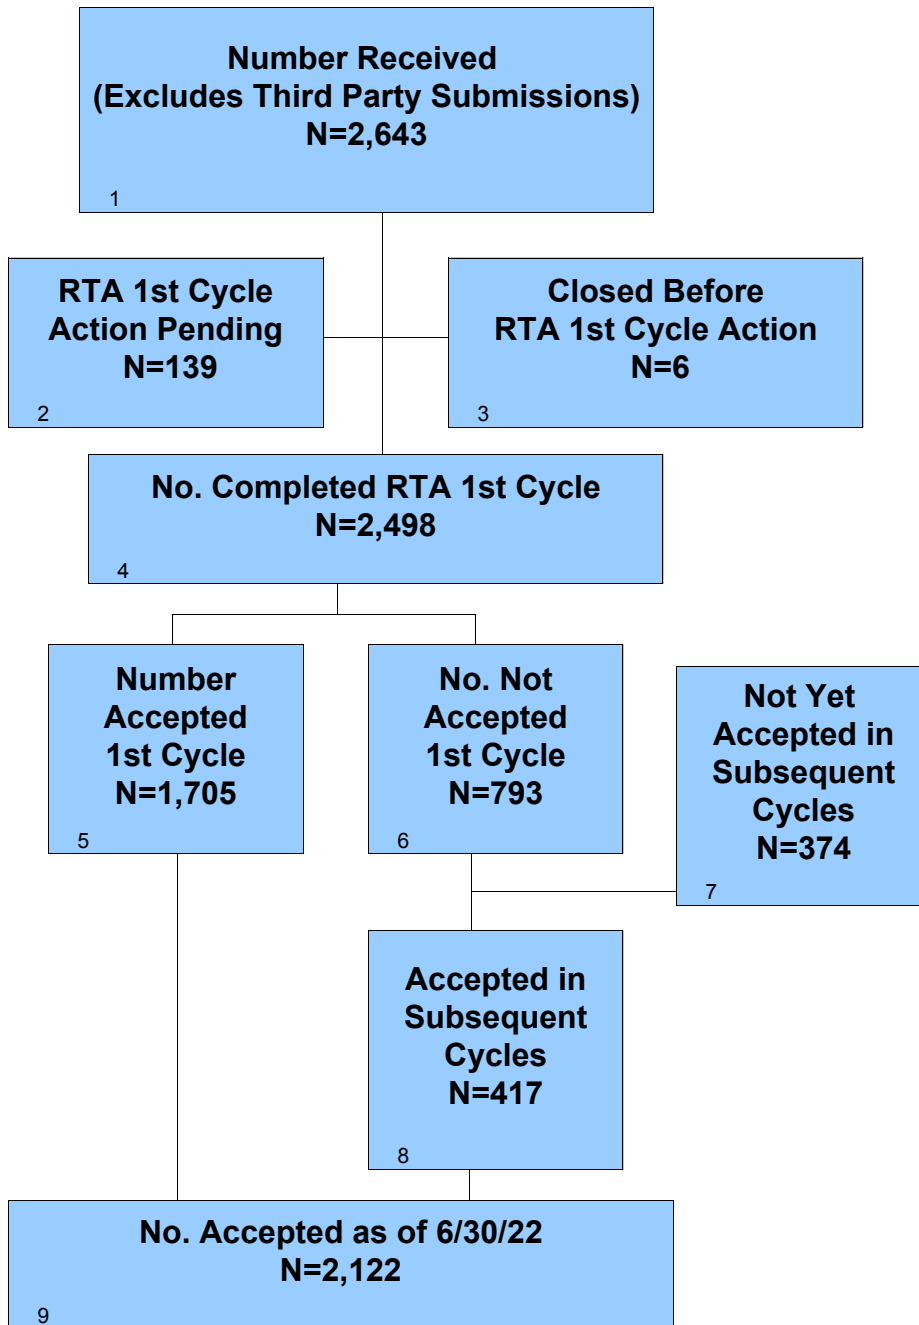 Number Received
(Excludes Third Party Submissions)
N=2,643
1
RTA 1st Cycle
Action Pending
N=139
2
Closed Before
RTA 1st Cycle Action
N=6
3
No. Completed RTA 1st Cycle
N=2,498
4
Number
Accepted
1st Cycle
N=1,705
5
No. Not
Accepted
1st Cycle
N=793
6
Not Yet
Accepted in
Subsequent
Cycles
N=374
7
Accepted in
Subsequent
Cycles
N=417
8
No. Accepted as of 6/30/22
N=2,122
9